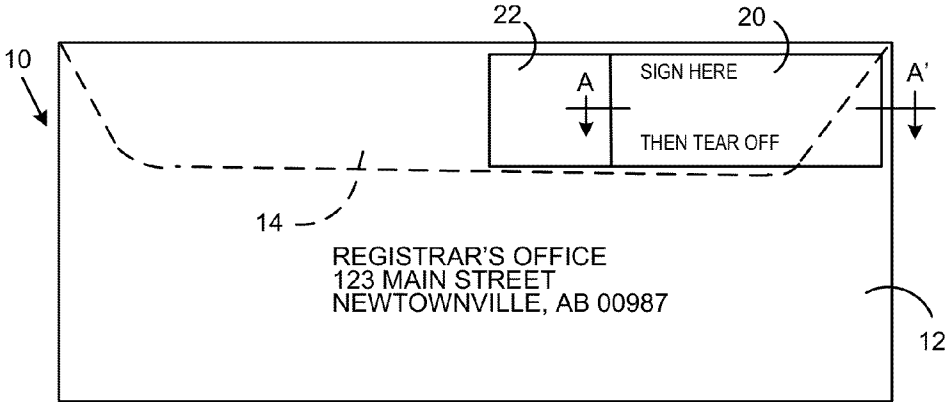 22
20
10
A
SIGN HERE
A'
THEN TEAR OFF
14
REGISTRAR'S OFFICE
123 MAIN STREET
NEWTOWNVILLE, AB 00987
12